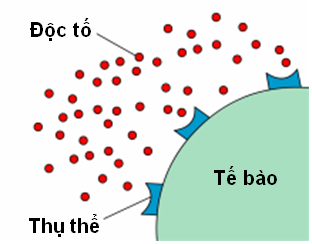 Độc tố
Tế bào
Thụ thể